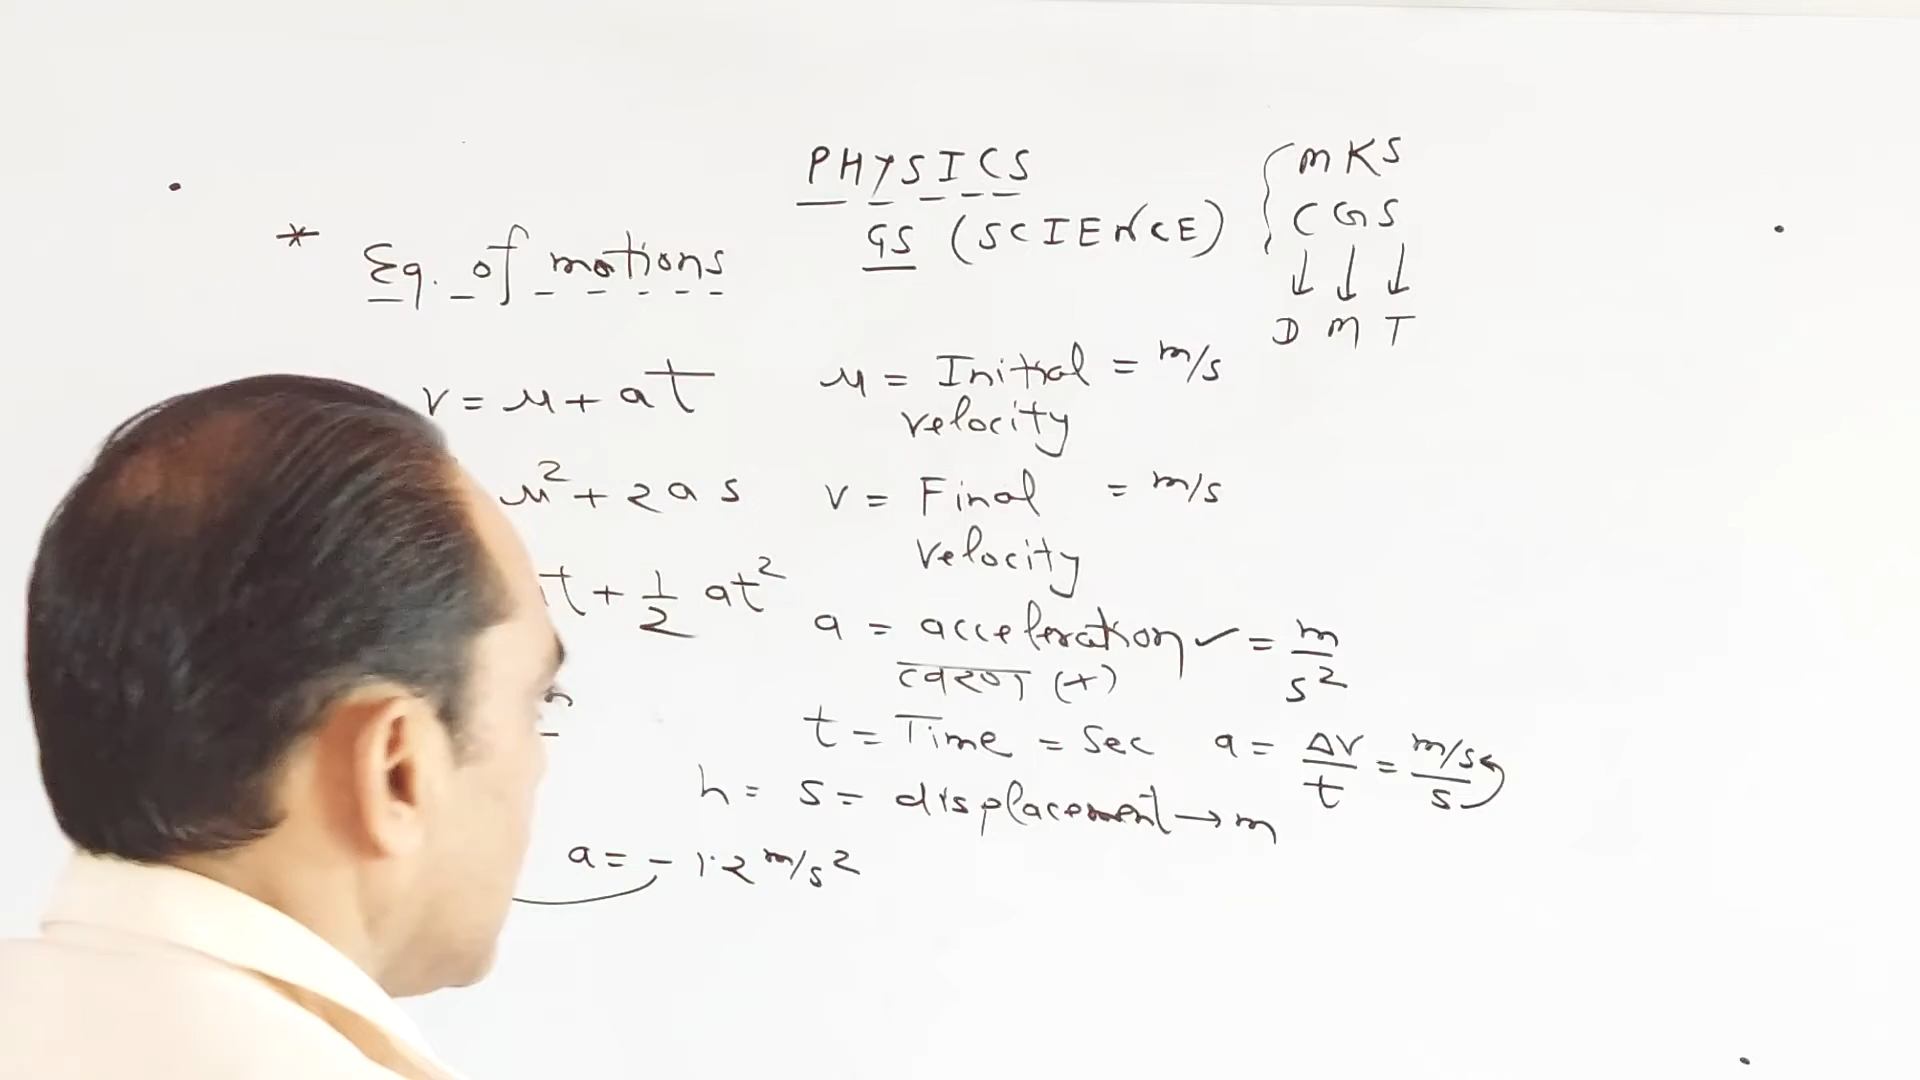 PHYSICS
GS (SCIENCE)
MKS
CGS
↓ ↓ ↓
D M T
* Eq. of motions
v = u + at
u² + 2as
t + 1/2 at²
u = Initial velocity = m/s
v = Final velocity = m/s
a = acceleration ✓ = m/s²
त्वरण (+)
t = Time = Sec
a = ΔV/t = m/s/s
h = s = displacement → m
a = - 1.2 m/s²